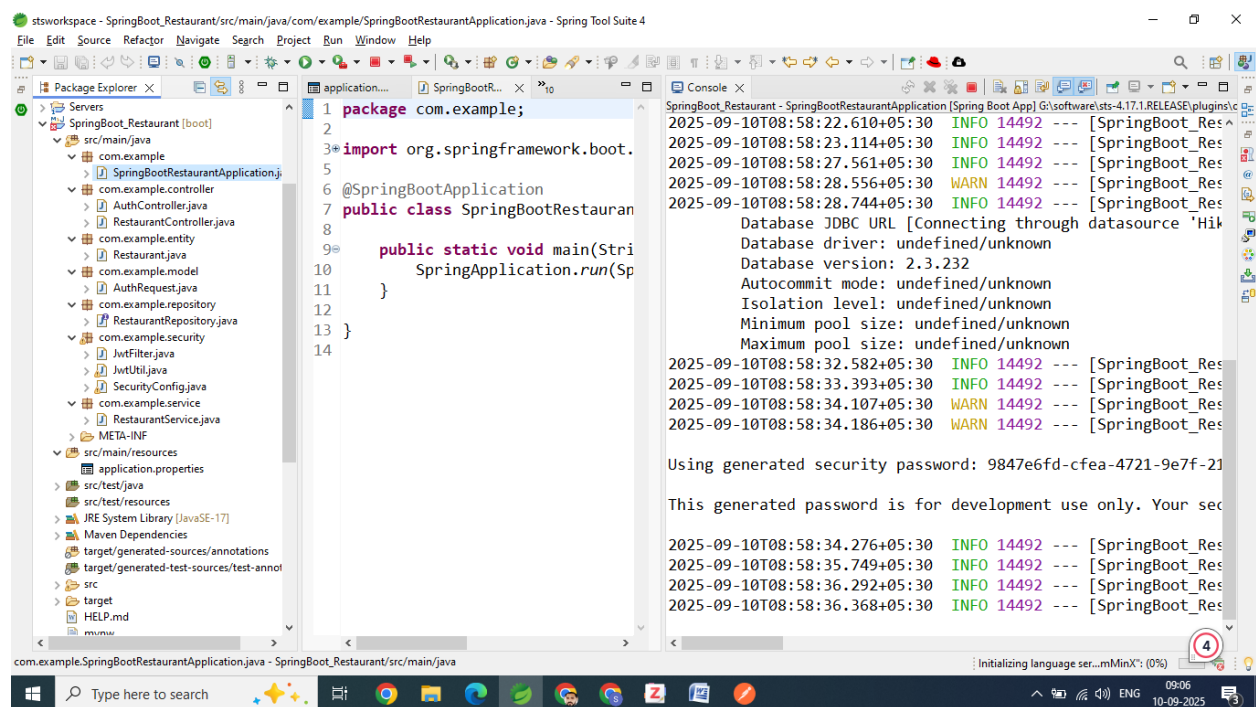 stsworkspace - SpringBoot_Restaurant/src/main/java/com/example/SpringBootRestaurantApplication.java - Spring Tool Suite 4
File Edit Source Refactor Navigate Search Project Run Window Help
Package Explorer
Servers
SpringBoot_Restaurant [boot]
src/main/java
com.example
SpringBootRestaurantApplication.j
com.example.controller
AuthController.java
RestaurantController.java
com.example.entity
Restaurant.java
com.example.model
AuthRequest.java
com.example.repository
RestaurantRepository.java
com.example.security
JwtFilter.java
JwtUtil.java
SecurityConfig.java
com.example.service
RestaurantService.java
META-INF
src/main/resources
application.properties
src/test/java
src/test/resources
JRE System Library [JavaSE-17]
Maven Dependencies
target/generated-sources/annotations
target/generated-test-sources/test-annot
src
target
HELP.md
mvnw
application.... SpringBootR... »10
1 package com.example;
2
3 import org.springframework.boot.
5
6 @SpringBootApplication
7 public class SpringBootRestauran
8
9 public static void main(Stri
10 SpringApplication.run(Sp
11 }
12
13 }
14
Console
SpringBoot_Restaurant - SpringBootRestaurantApplication [Spring Boot App] G:\software\sts-4.17.1.RELEASE\plugins\c
2025-09-10T08:58:22.610+05:30 INFO 14492 --- [SpringBoot_Res
2025-09-10T08:58:23.114+05:30 INFO 14492 --- [SpringBoot_Res
2025-09-10T08:58:27.561+05:30 INFO 14492 --- [SpringBoot_Res
2025-09-10T08:58:28.556+05:30 WARN 14492 --- [SpringBoot_Res
2025-09-10T08:58:28.744+05:30 INFO 14492 --- [SpringBoot_Res
Database JDBC URL [Connecting through datasource 'Hik
Database driver: undefined/unknown
Database version: 2.3.232
Autocommit mode: undefined/unknown
Isolation level: undefined/unknown
Minimum pool size: undefined/unknown
Maximum pool size: undefined/unknown
2025-09-10T08:58:32.582+05:30 INFO 14492 --- [SpringBoot_Res
2025-09-10T08:58:33.393+05:30 INFO 14492 --- [SpringBoot_Res
2025-09-10T08:58:34.107+05:30 WARN 14492 --- [SpringBoot_Res
2025-09-10T08:58:34.186+05:30 WARN 14492 --- [SpringBoot_Res
Using generated security password: 9847e6fd-cfea-4721-9e7f-21
This generated password is for development use only. Your sec
2025-09-10T08:58:34.276+05:30 INFO 14492 --- [SpringBoot_Res
2025-09-10T08:58:35.749+05:30 INFO 14492 --- [SpringBoot_Res
2025-09-10T08:58:36.292+05:30 INFO 14492 --- [SpringBoot_Res
2025-09-10T08:58:36.368+05:30 INFO 14492 --- [SpringBoot_Res
4
com.example.SpringBootRestaurantApplication.java - SpringBoot_Restaurant/src/main/java
Initializing language ser...mMinX": (0%)
Type here to search
ENG
09:06
10-09-2025
3